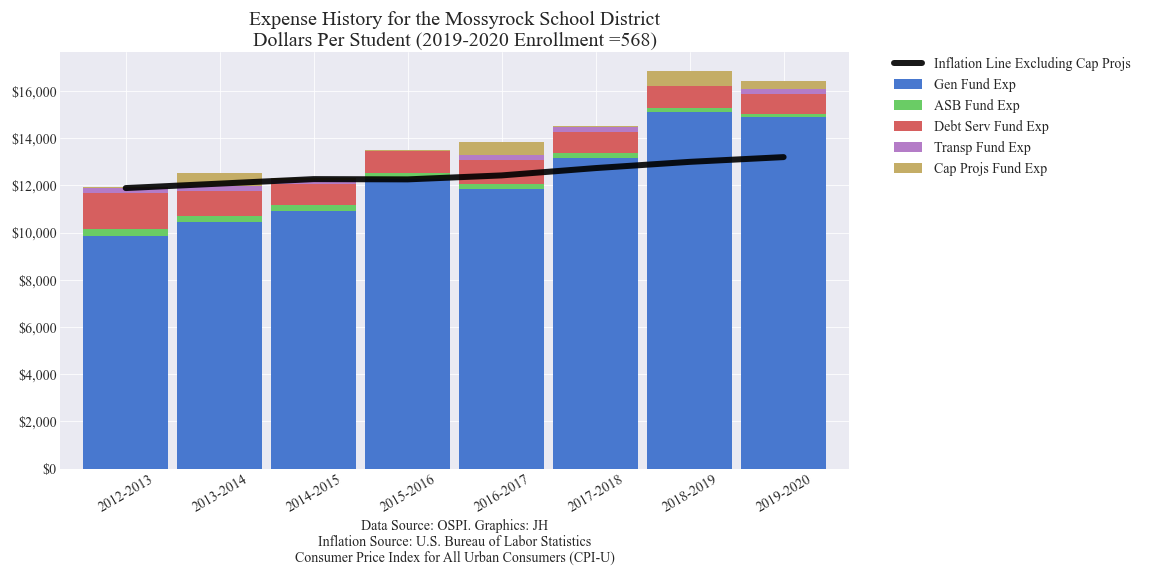 Expense History for the Mossyrock School District
Dollars Per Student (2019-2020 Enrollment =568)
Inflation Line Excluding Cap Projs
Gen Fund Exp
ASB Fund Exp
Debt Serv Fund Exp
Transp Fund Exp
Cap Projs Fund Exp
$16,000
$14,000
$12,000
$10,000
$8,000
$6,000
$4,000
$2,000
$0
2012-2013
2013-2014
2014-2015
2015-2016
2016-2017
2017-2018
2018-2019
2019-2020
Data Source: OSPI. Graphics: JH
Inflation Source: U.S. Bureau of Labor Statistics
Consumer Price Index for All Urban Consumers (CPI-U)